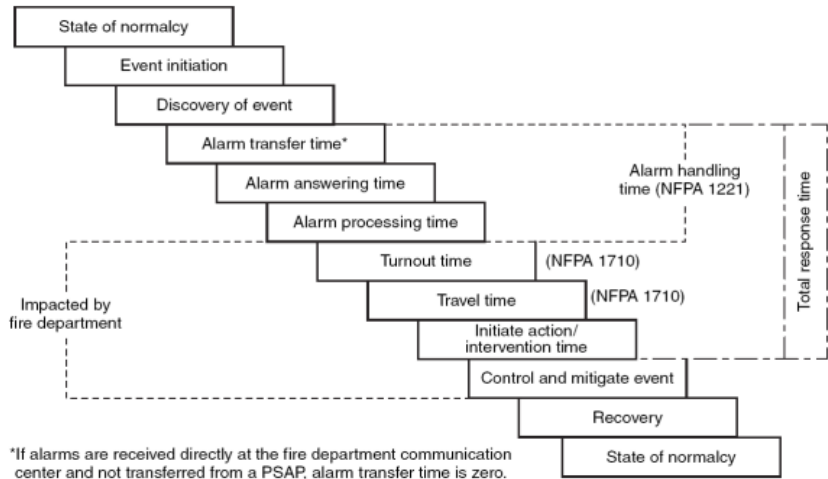 State of normalcy
Event initiation
Discovery of event
Alarm transfer time*
Alarm answering time
Alarm handling
time (NFPA 1221)
Alarm processing time
Total response time
Turnout time
(NFPA 1710)
Travel time
(NFPA 1710)
Impacted by
fire department
Initiate action/
intervention time
Control and mitigate event
Recovery
State of normalcy
*If alarms are received directly at the fire department communication
center and not transferred from a PSAP, alarm transfer time is zero.